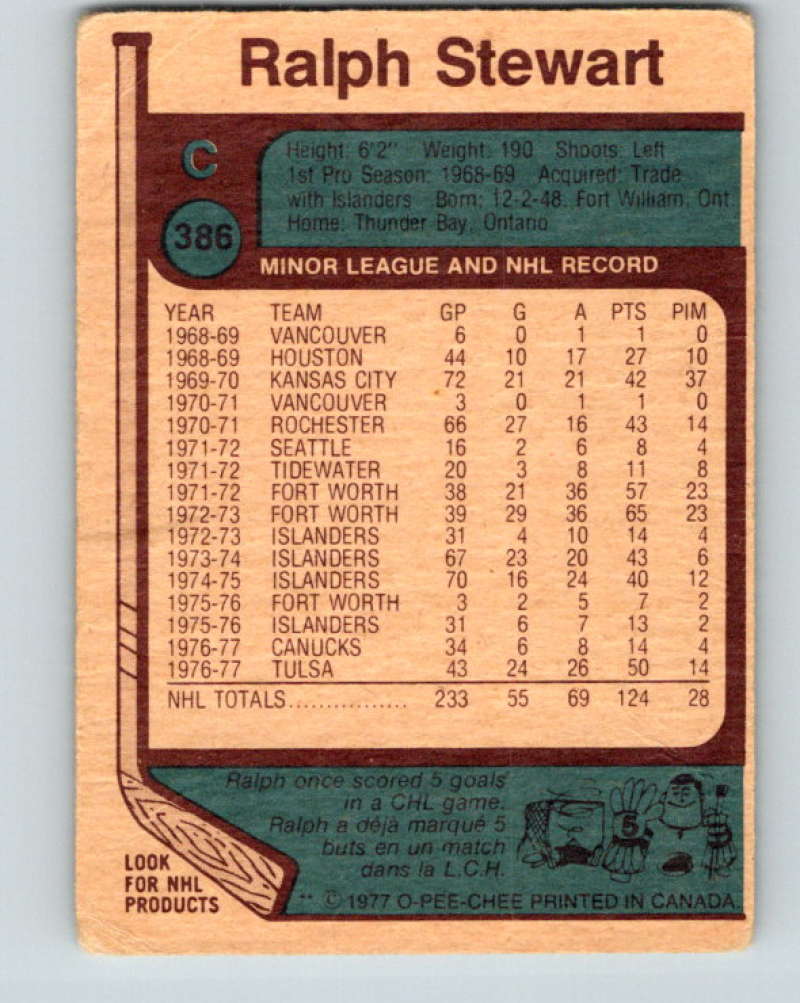 Ralph Stewart
C
386
Height: 6'2" Weight: 190 Shoots: Left
1st Pro Season: 1968-69 Acquired: Trade
with Islanders Born: 12-2-48. Fort William, Ont
Home: Thunder Bay, Ontario
MINOR LEAGUE AND NHL RECORD
YEAR TEAM GP G A PTS PIM
1968-69 VANCOUVER 6 0 1 1 0
1968-69 HOUSTON 44 10 17 27 10
1969-70 KANSAS CITY 72 21 21 42 37
1970-71 VANCOUVER 3 0 1 1 0
1970-71 ROCHESTER 66 27 16 43 14
1971-72 SEATTLE 16 2 6 8 4
1971-72 TIDEWATER 20 3 8 11 8
1971-72 FORT WORTH 38 21 36 57 23
1972-73 FORT WORTH 39 29 36 65 23
1972-73 ISLANDERS 31 4 10 14 4
1973-74 ISLANDERS 67 23 20 43 6
1974-75 ISLANDERS 70 16 24 40 12
1975-76 FORT WORTH 3 2 5 7 2
1975-76 ISLANDERS 31 6 7 13 2
1976-77 CANUCKS 34 6 8 14 4
1976-77 TULSA 43 24 26 50 14
NHL TOTALS................ 233 55 69 124 28
Ralph once scored 5 goals
in a CHL game.
Ralph a déjà marqué 5
buts en un match
dans la L.C.H.
5
LOOK
FOR NHL
PRODUCTS
** © 1977 O-PEE-CHEE PRINTED IN CANADA.